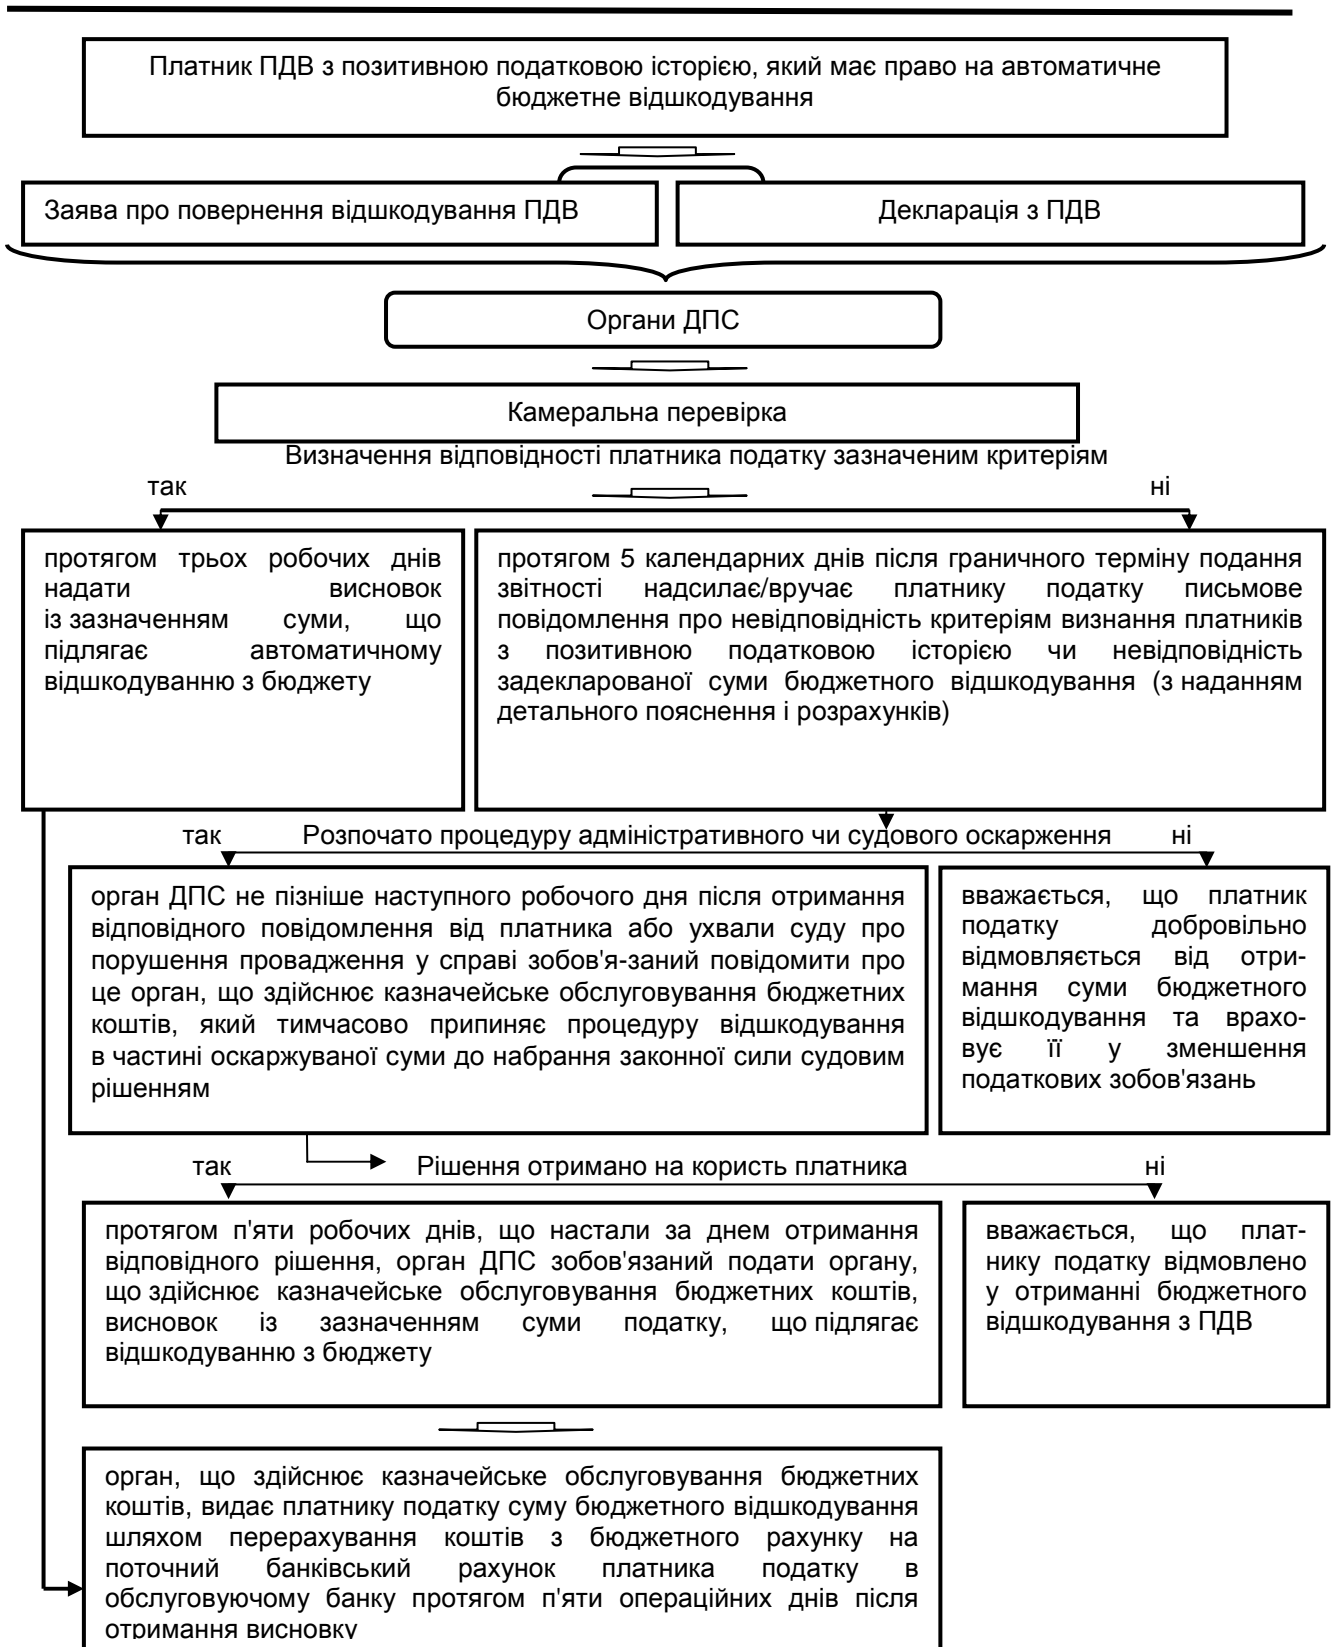 Платник ПДВ з позитивною податковою історією, який має право на автоматичне
бюджетне відшкодування
Заява про повернення відшкодування ПДВ
Декларація з ПДВ
Органи ДПС
Камеральна перевірка
Визначення відповідності платника податку зазначеним критеріям
так
ні
протягом трьох робочих днів
надати висновок
із зазначенням суми, що
підлягає автоматичному
відшкодуванню з бюджету
протягом 5 календарних днів після граничного терміну подання
звітності надсилає/вручає платнику податку письмове
повідомлення про невідповідність критеріям визнання платників
з позитивною податковою історією чи невідповідність
задекларованої суми бюджетного відшкодування (з наданням
детального пояснення і розрахунків)
так
Розпочато процедуру адміністративного чи судового оскарження
ні
орган ДПС не пізніше наступного робочого дня після отримання
відповідного повідомлення від платника або ухвали суду про
порушення провадження у справі зобов'я-заний повідомити про
це орган, що здійснює казначейське обслуговування бюджетних
коштів, який тимчасово припиняє процедуру відшкодування
в частині оскаржуваної суми до набрання законної сили судовим
рішенням
вважається, що платник
податку добровільно
відмовляється від отри-
мання суми бюджетного
відшкодування та врахо-
вує її у зменшення
податкових зобов'язань
так
Рішення отримано на користь платника
ні
протягом п'яти робочих днів, що настали за днем отримання
відповідного рішення, орган ДПС зобов'язаний подати органу,
що здійснює казначейське обслуговування бюджетних коштів,
висновок із зазначенням суми податку, що підлягає
відшкодуванню з бюджету
вважається, що плат-
нику податку відмовлено
у отриманні бюджетного
відшкодування з ПДВ
орган, що здійснює казначейське обслуговування бюджетних
коштів, видає платнику податку суму бюджетного відшкодування
шляхом перерахування коштів з бюджетного рахунку на
поточний банківський рахунок платника податку в
обслуговуючому банку протягом п'яти операційних днів після
отримання висновку